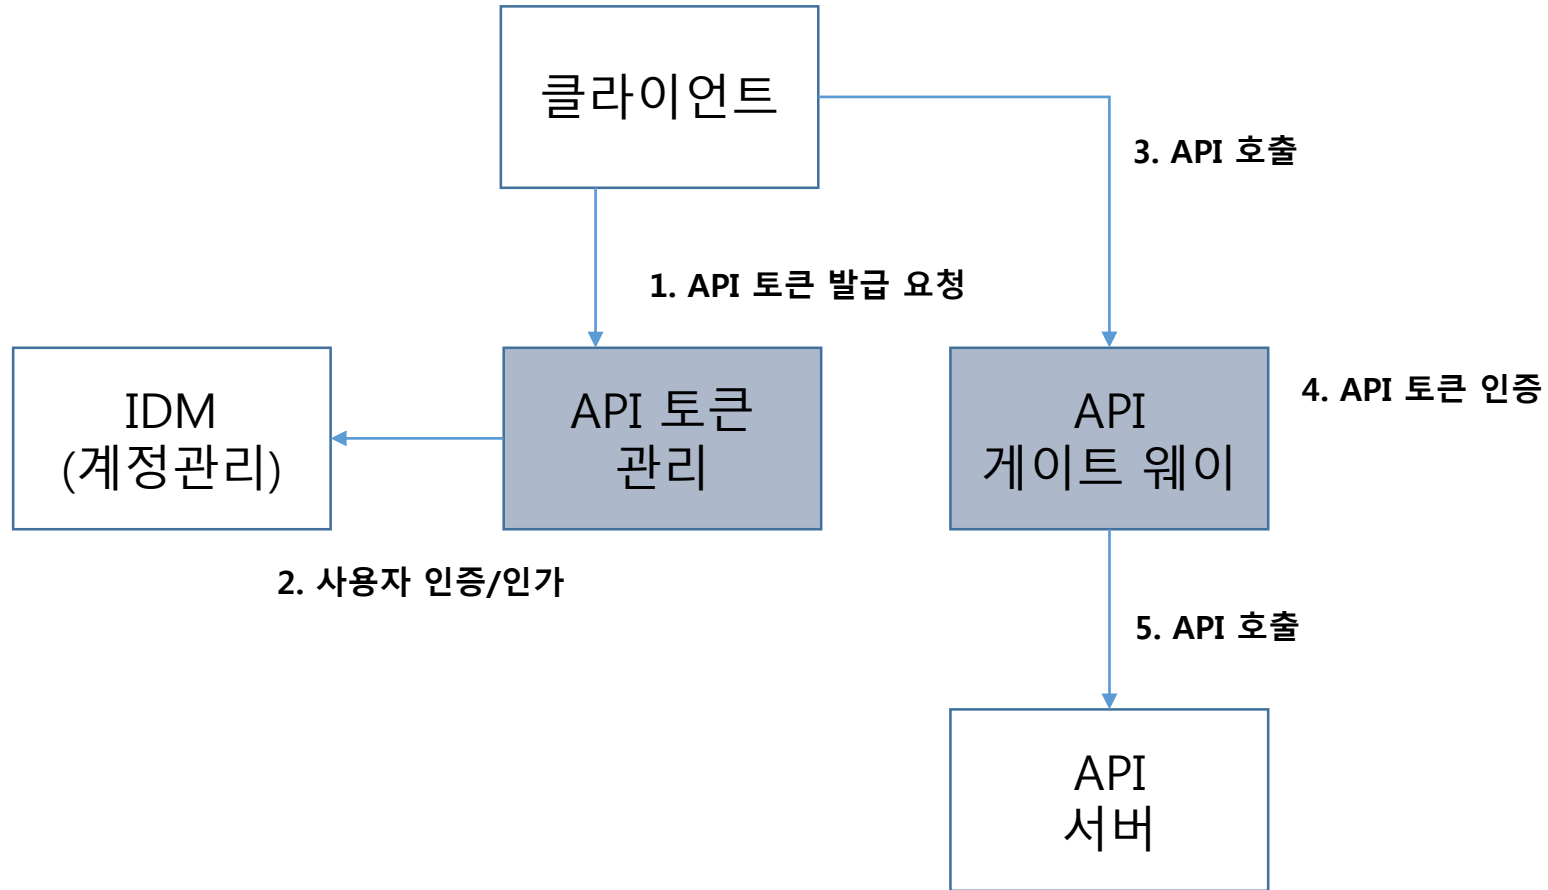 클라이언트
3. API 호출
1. API 토큰 발급 요청
IDM
(계정관리)
API 토큰
관리
API
게이트 웨이
4. API 토큰 인증
2. 사용자 인증/인가
5. API 호출
API
서버